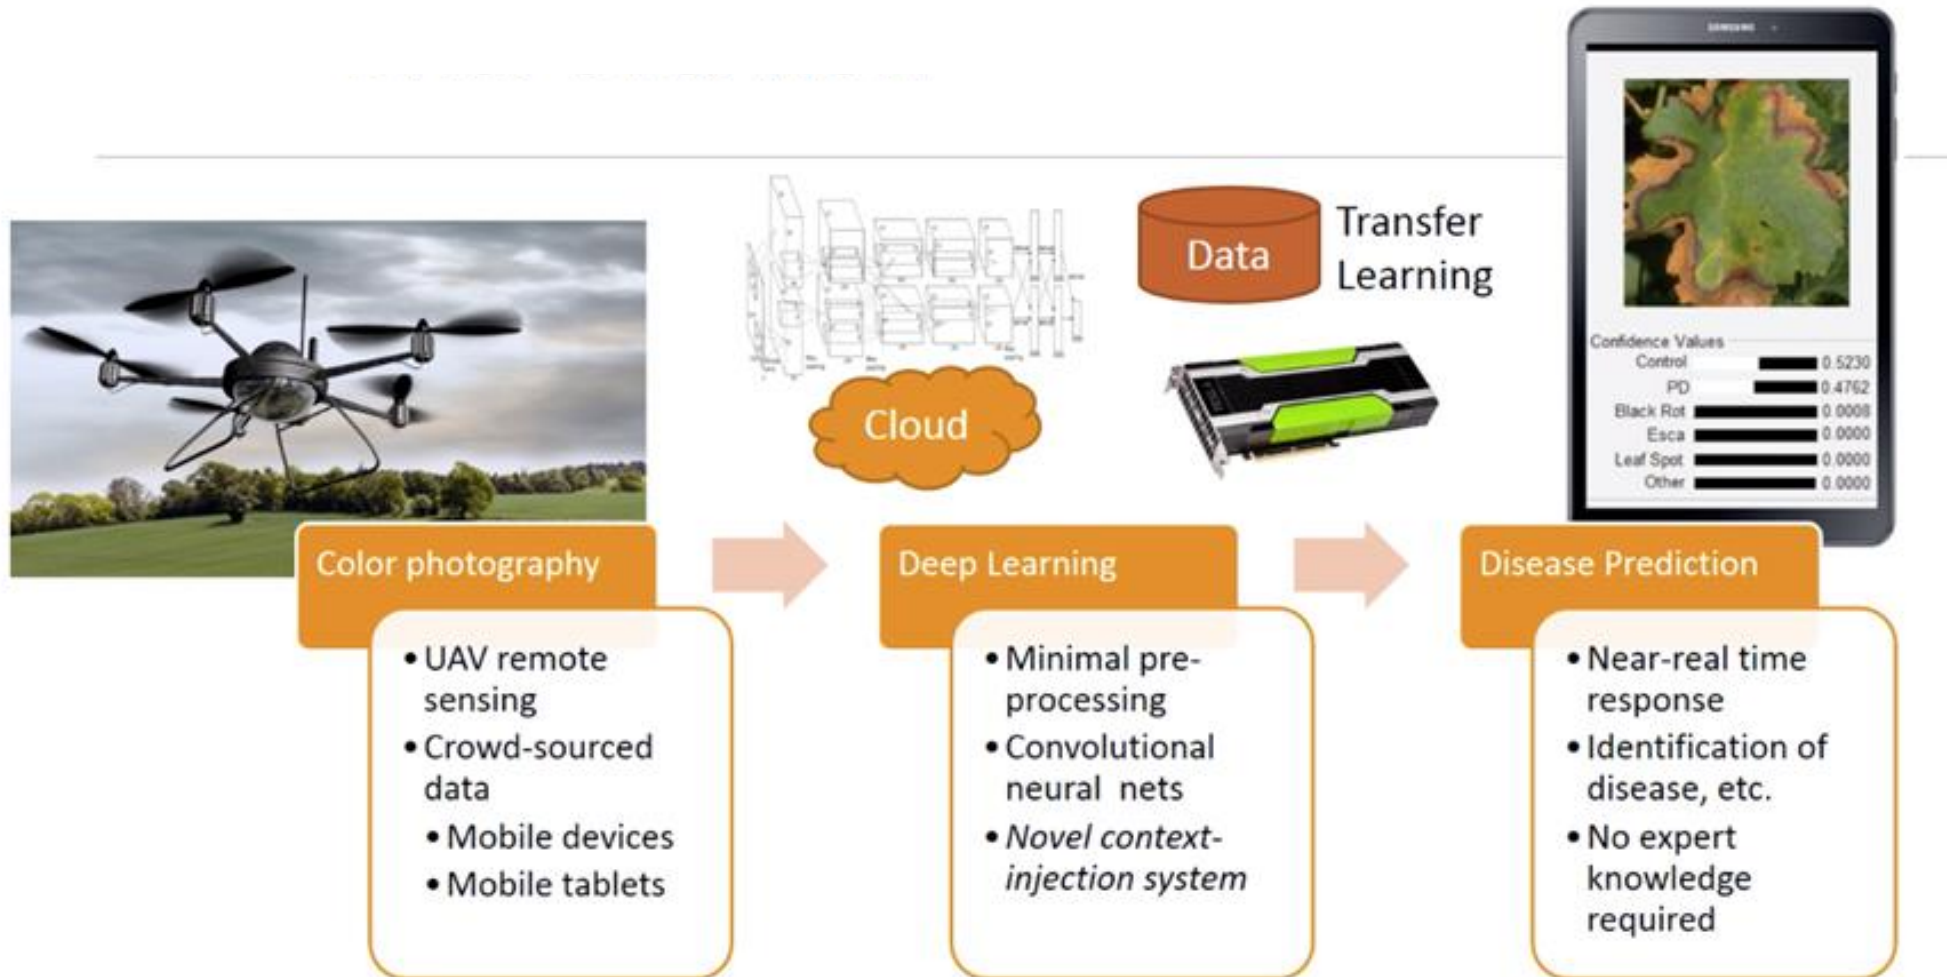 SAMSUNG
Transfer
Learning
Data
Cloud
Confidence Values
Control 0.5230
PD 0.4762
Black Rot 0.0008
Esca 0.0000
Leaf Spot 0.0000
Other 0.0000
Color photography
• UAV remote
sensing
• Crowd-sourced
data
• Mobile devices
• Mobile tablets
Deep Learning
• Minimal pre-
processing
• Convolutional
neural nets
• Novel context-
injection system
Disease Prediction
• Near-real time
response
• Identification of
disease, etc.
• No expert
knowledge
required